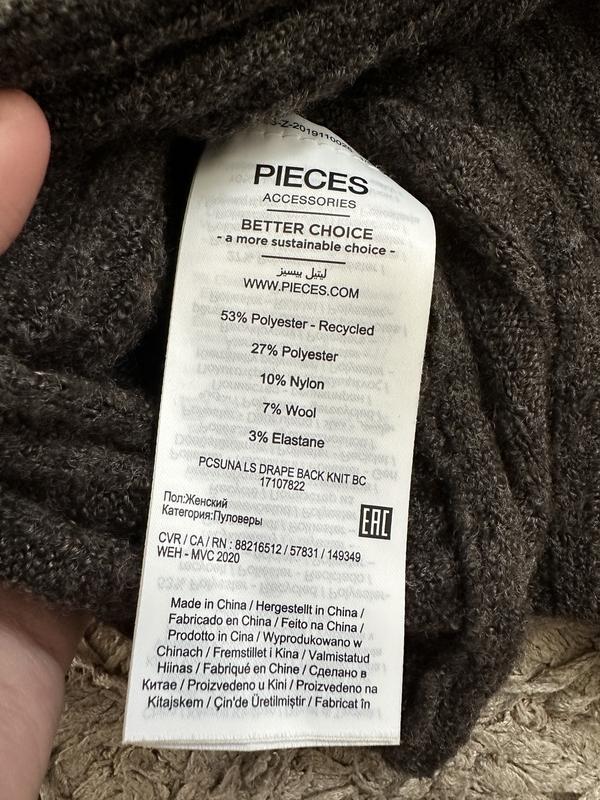 PIECES
ACCESSORIES
BETTER CHOICE
- a more sustainable choice -
ليتيل بيسيز
WWW.PIECES.COM
53% Polyester - Recycled
27% Polyester
10% Nylon
7% Wool
3% Elastane
PCSUNA LS DRAPE BACK KNIT BC
17107822
Пол:Женский
Категория:Пуловеры
EAC
CVR / CA / RN : 88216512 / 57831 / 149349
WEH - MVC 2020
Made in China / Hergestellt in China /
Fabricado en China / Feito na China /
Prodotto in Cina / Wyprodukowano w
Chinach / Fremstillet i Kina / Valmistatud
Hiinas / Fabriqué en Chine / Сделано в
Китае / Proizvedeno u Kini / Proizvedeno na
Kitajskem / Çin'de Üretilmiştir / Fabricat în